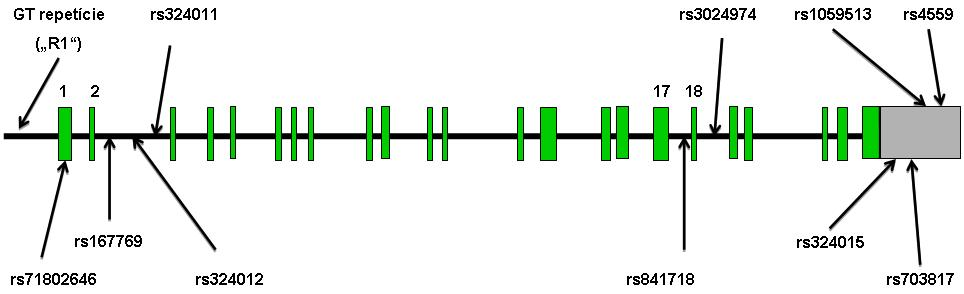 GT repetície
(„R1“)
rs324011
rs3024974
rs1059513
rs4559
1
2
17
18
rs167769
rs71802646
rs324012
rs841718
rs324015
rs703817